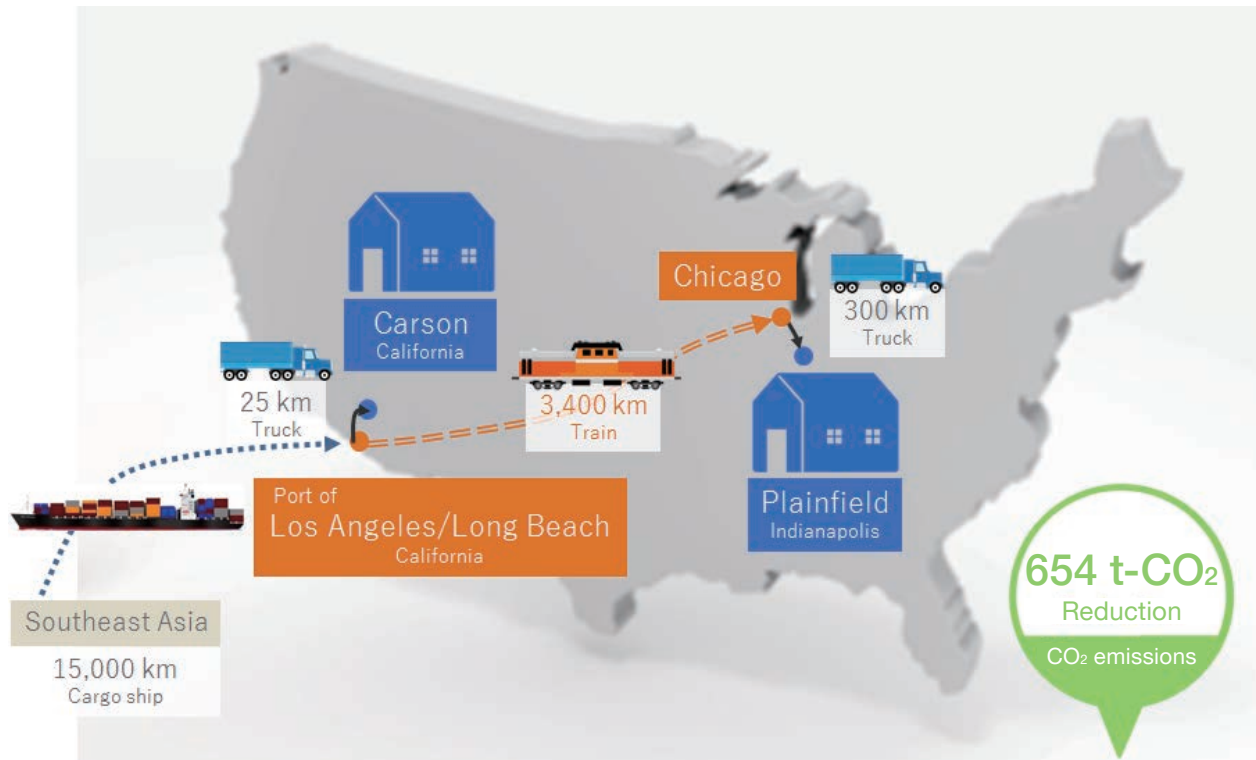 Carson
California
25 km
Truck
Chicago
300 km
Truck
3,400 km
Train
Port of
Los Angeles/Long Beach
California
Plainfield
Indianapolis
Southeast Asia
15,000 km
Cargo ship
654 t-CO₂
Reduction
CO₂ emissions